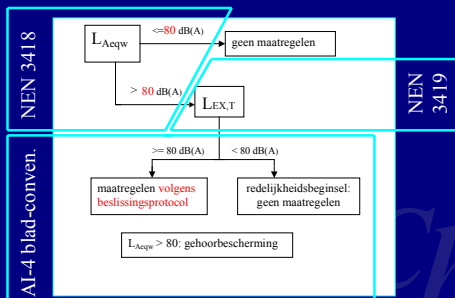 NEN 3418
L Aeqw
<=80 dB(A)
geen maatregelen
> 80 dB(A)
LEX,T
NEN
3419
AI-4 blad-conven.
>= 80 dB(A)
< 80 dB(A)
maatregelen volgens
beslissingsprotocol
redelijkheidsbeginsel:
geen maatregelen
LAeqw > 80: gehoorbescherming